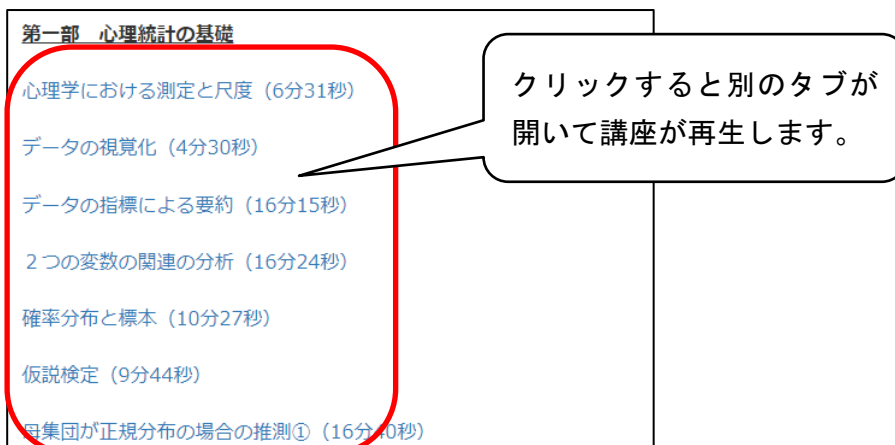 第一部　心理統計の基礎
心理学における測定と尺度（6分31秒）
データの視覚化（4分30秒）
データの指標による要約（16分15秒）
２つの変数の関連の分析（16分24秒）
確率分布と標本（10分27秒）
仮説検定（9分44秒）
母集団が正規分布の場合の推測①（16分40秒）
クリックすると別のタブが
開いて講座が再生します。